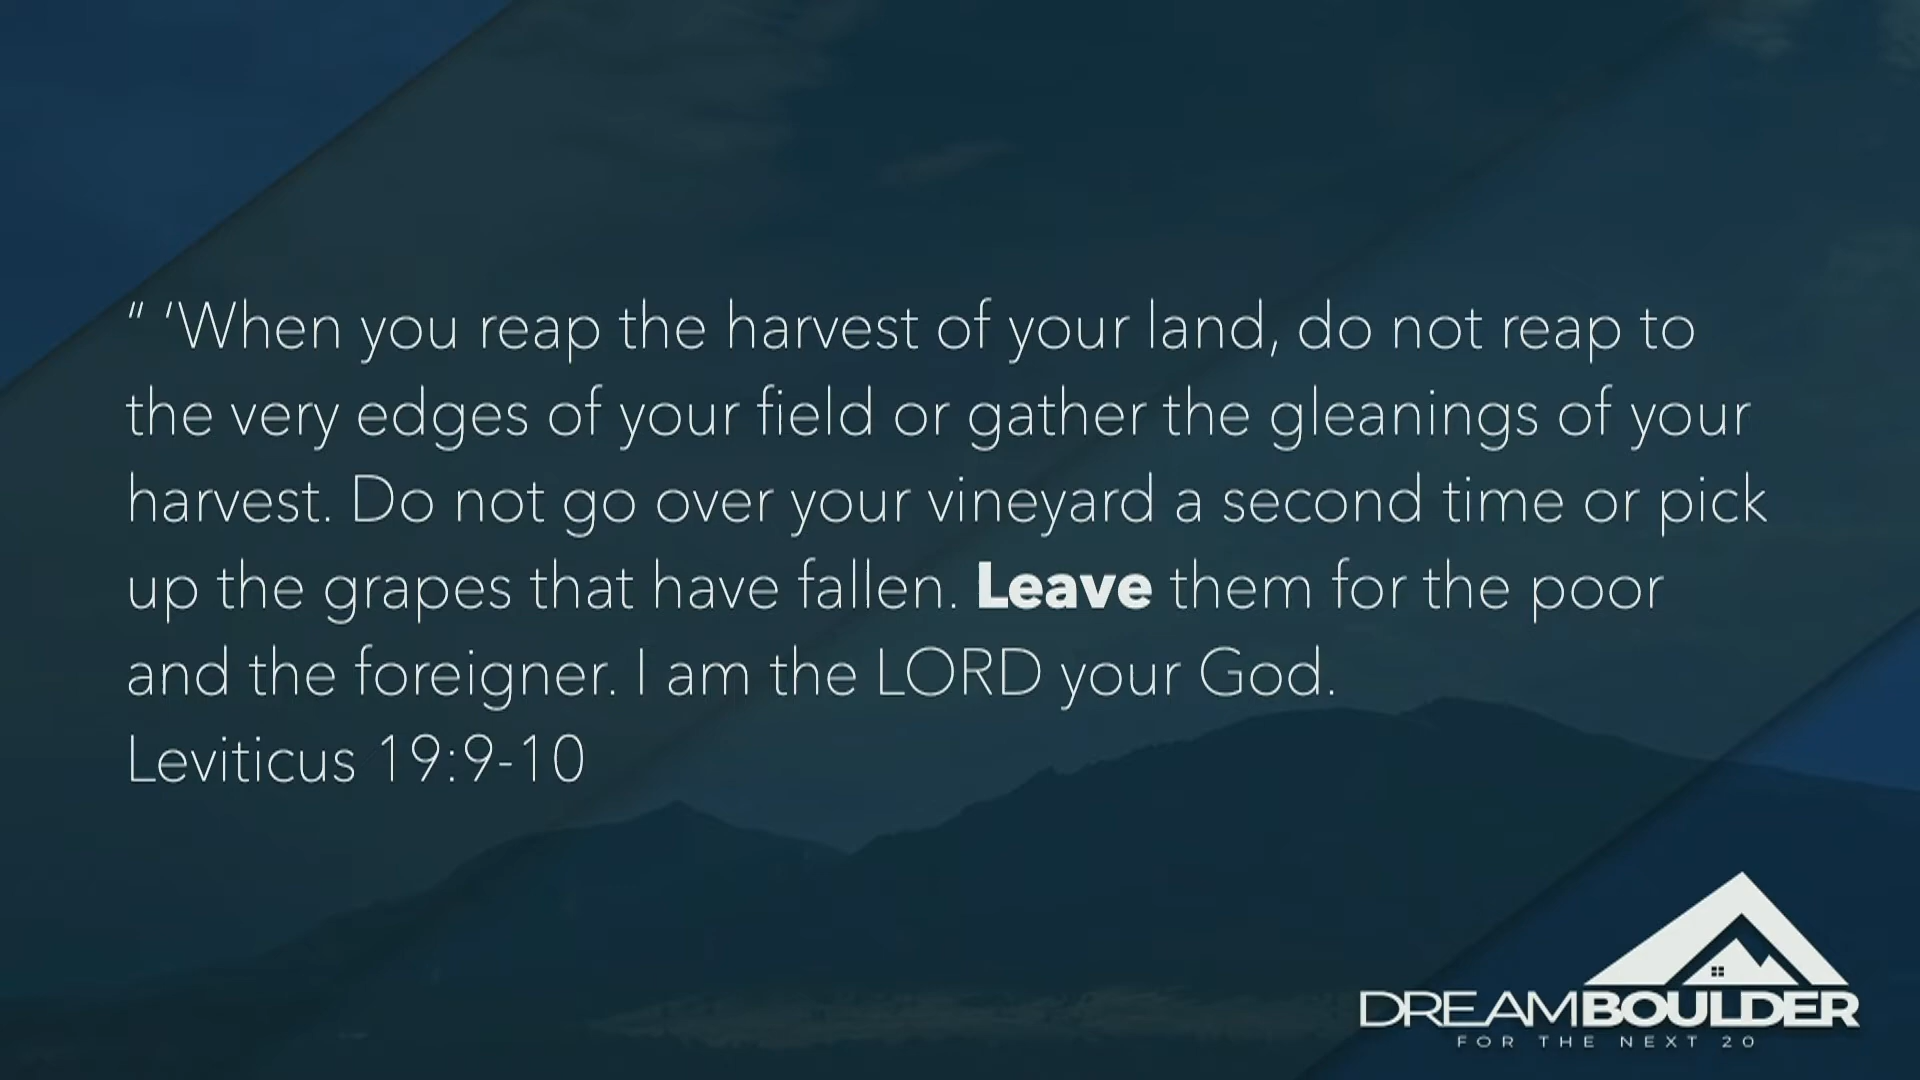 “ ‘When you reap the harvest of your land, do not reap to
the very edges of your field or gather the gleanings of your
harvest. Do not go over your vineyard a second time or pick
up the grapes that have fallen. Leave them for the poor
and the foreigner. I am the LORD your God.
Leviticus 19:9-10
DREAMBOULDER
FOR THE NEXT 20